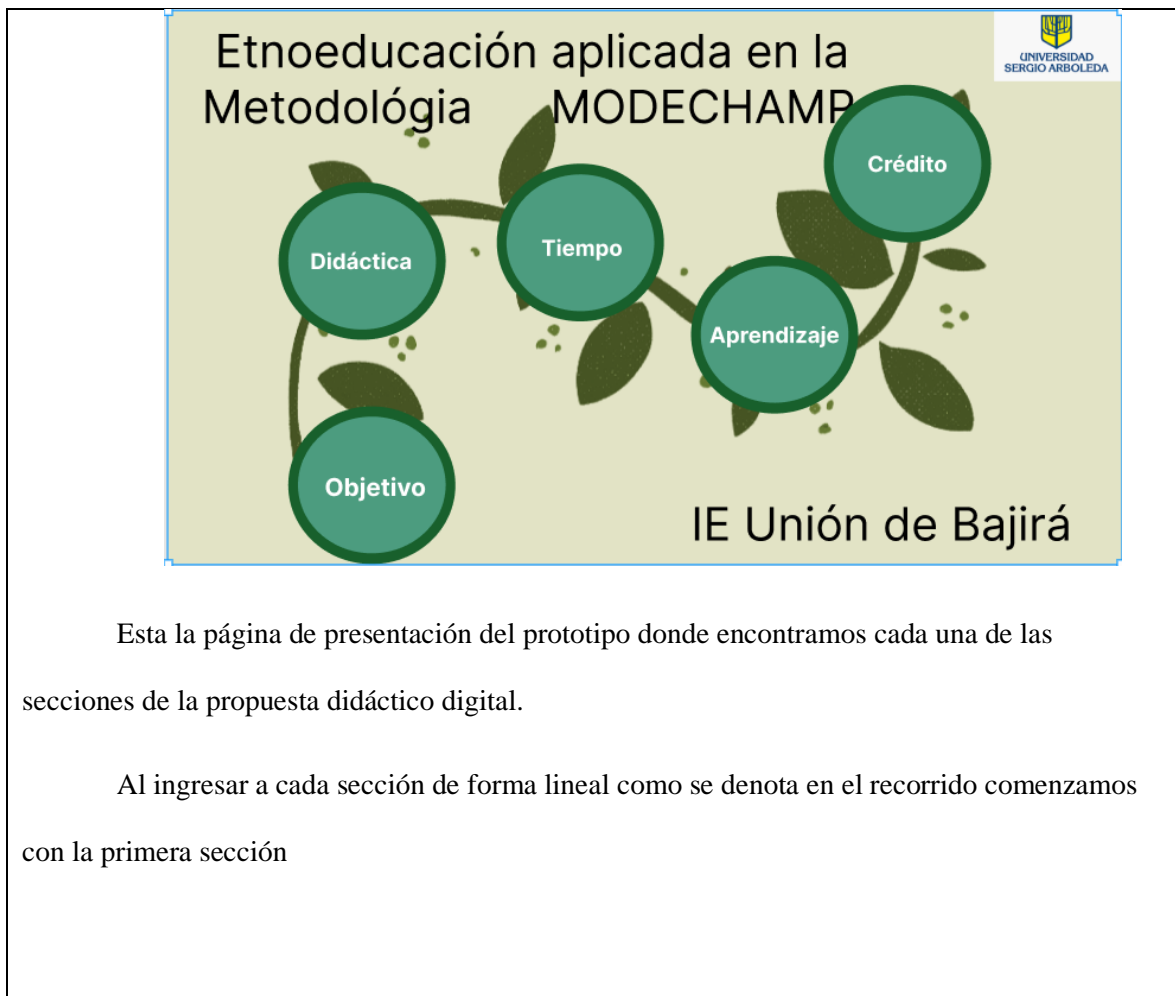 Etnoeducación aplicada en la
Metodológia MODECHAMP
UNIVERSIDAD
SERGIO ARBOLEDA
Crédito
Tiempo
Didáctica
Aprendizaje
Objetivo
IE Unión de Bajirá
Esta la página de presentación del prototipo donde encontramos cada una de las
secciones de la propuesta didáctico digital.
Al ingresar a cada sección de forma lineal como se denota en el recorrido comenzamos
con la primera sección